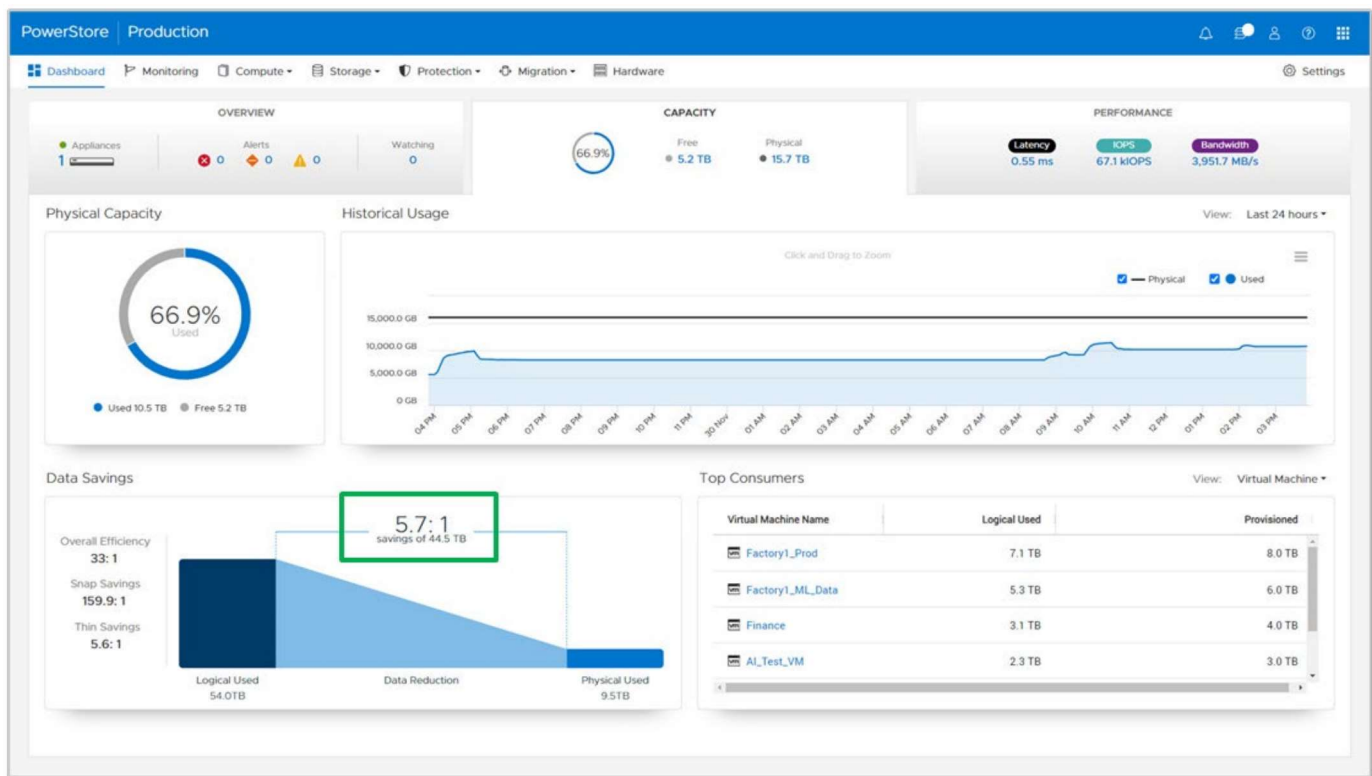 PowerStore Production
Dashboard Monitoring Compute Storage Protection Migration Hardware Settings
OVERVIEW
Appliances
1
Alerts
0 0 0
Watching
0
CAPACITY
66.9%
Free
5.2 TB
Physical
15.7 TB
PERFORMANCE
Latency
0.55 ms
IOPS
67.1 kIOPS
Bandwidth
3,951.7 MB/s
Physical Capacity
66.9%
Used
Used 10.5 TB Free 5.2 TB
Historical Usage
View: Last 24 hours
Click and Drag to Zoom
Physical Used
15,000.0 GB
10,000.0 GB
5,000.0 GB
0 GB
04 PM 05 PM 06 PM 07 PM 08 PM 09 PM 10 PM 11 PM 30 Nov 01 AM 02 AM 03 AM 04 AM 05 AM 06 AM 07 AM 08 AM 09 AM 10 AM 11 AM 12 PM 01 PM 02 PM 03 PM
Data Savings
5.7: 1
savings of 44.5 TB
Overall Efficiency
33: 1
Snap Savings
159.9: 1
Thin Savings
5.6: 1
Logical Used
54.0TB
Data Reduction
Physical Used
9.5TB
Top Consumers
View: Virtual Machine
Virtual Machine Name Logical Used Provisioned
vm Factory1_Prod 7.1 TB 8.0 TB
vm Factory1_ML_Data 5.3 TB 6.0 TB
vm Finance 3.1 TB 4.0 TB
vm AI_Test_VM 2.3 TB 3.0 TB